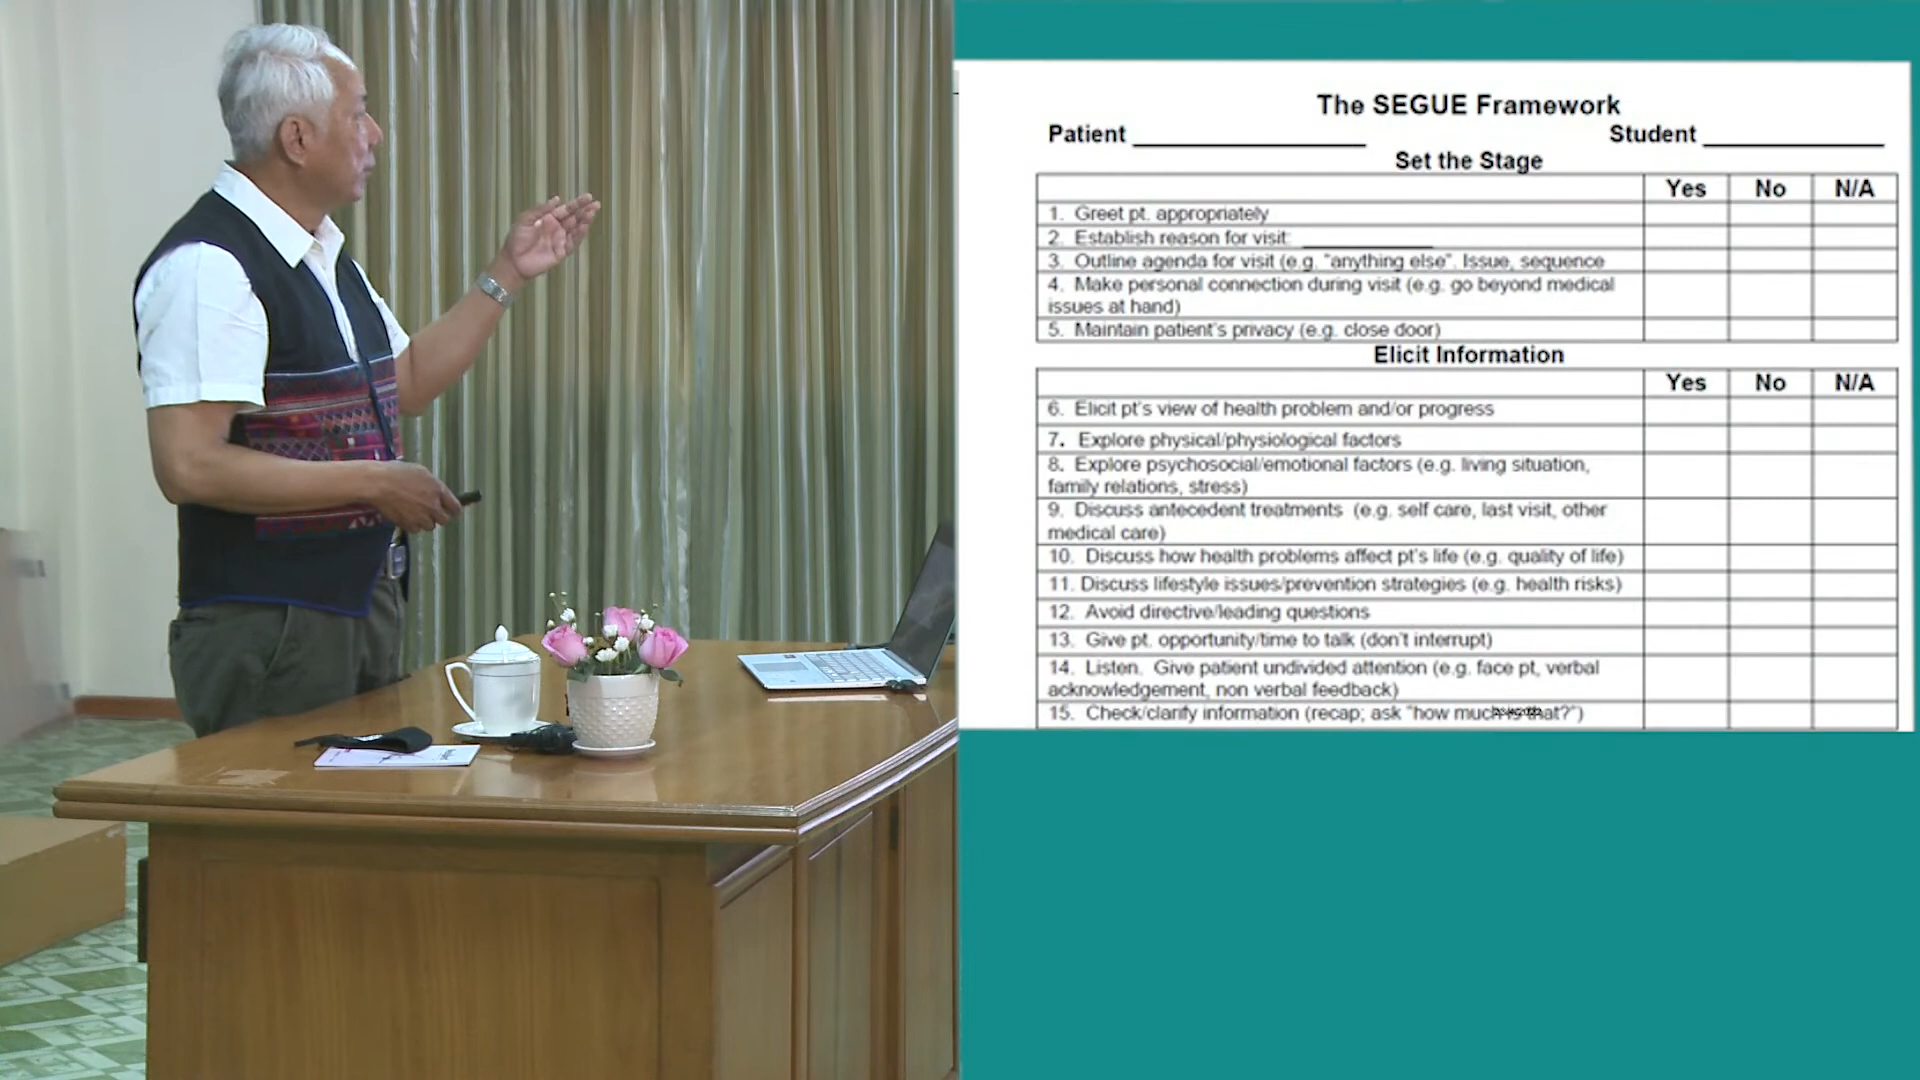 The SEGUE Framework
Patient Student
Set the Stage
Yes No N/A
1. Greet pt. appropriately
2. Establish reason for visit:
3. Outline agenda for visit (e.g. "anything else". Issue, sequence
4. Make personal connection during visit (e.g. go beyond medical
issues at hand)
5. Maintain patient's privacy (e.g. close door)
Elicit Information
Yes No N/A
6. Elicit pt's view of health problem and/or progress
7. Explore physical/physiological factors
8. Explore psychosocial/emotional factors (e.g. living situation,
family relations, stress)
9. Discuss antecedent treatments (e.g. self care, last visit, other
medical care)
10. Discuss how health problems affect pt's life (e.g. quality of life)
11. Discuss lifestyle issues/prevention strategies (e.g. health risks)
12. Avoid directive/leading questions
13. Give pt. opportunity/time to talk (don't interrupt)
14. Listen. Give patient undivided attention (e.g. face pt, verbal
acknowledgement, non verbal feedback)
15. Check/clarify information (recap; ask "how much is that?")